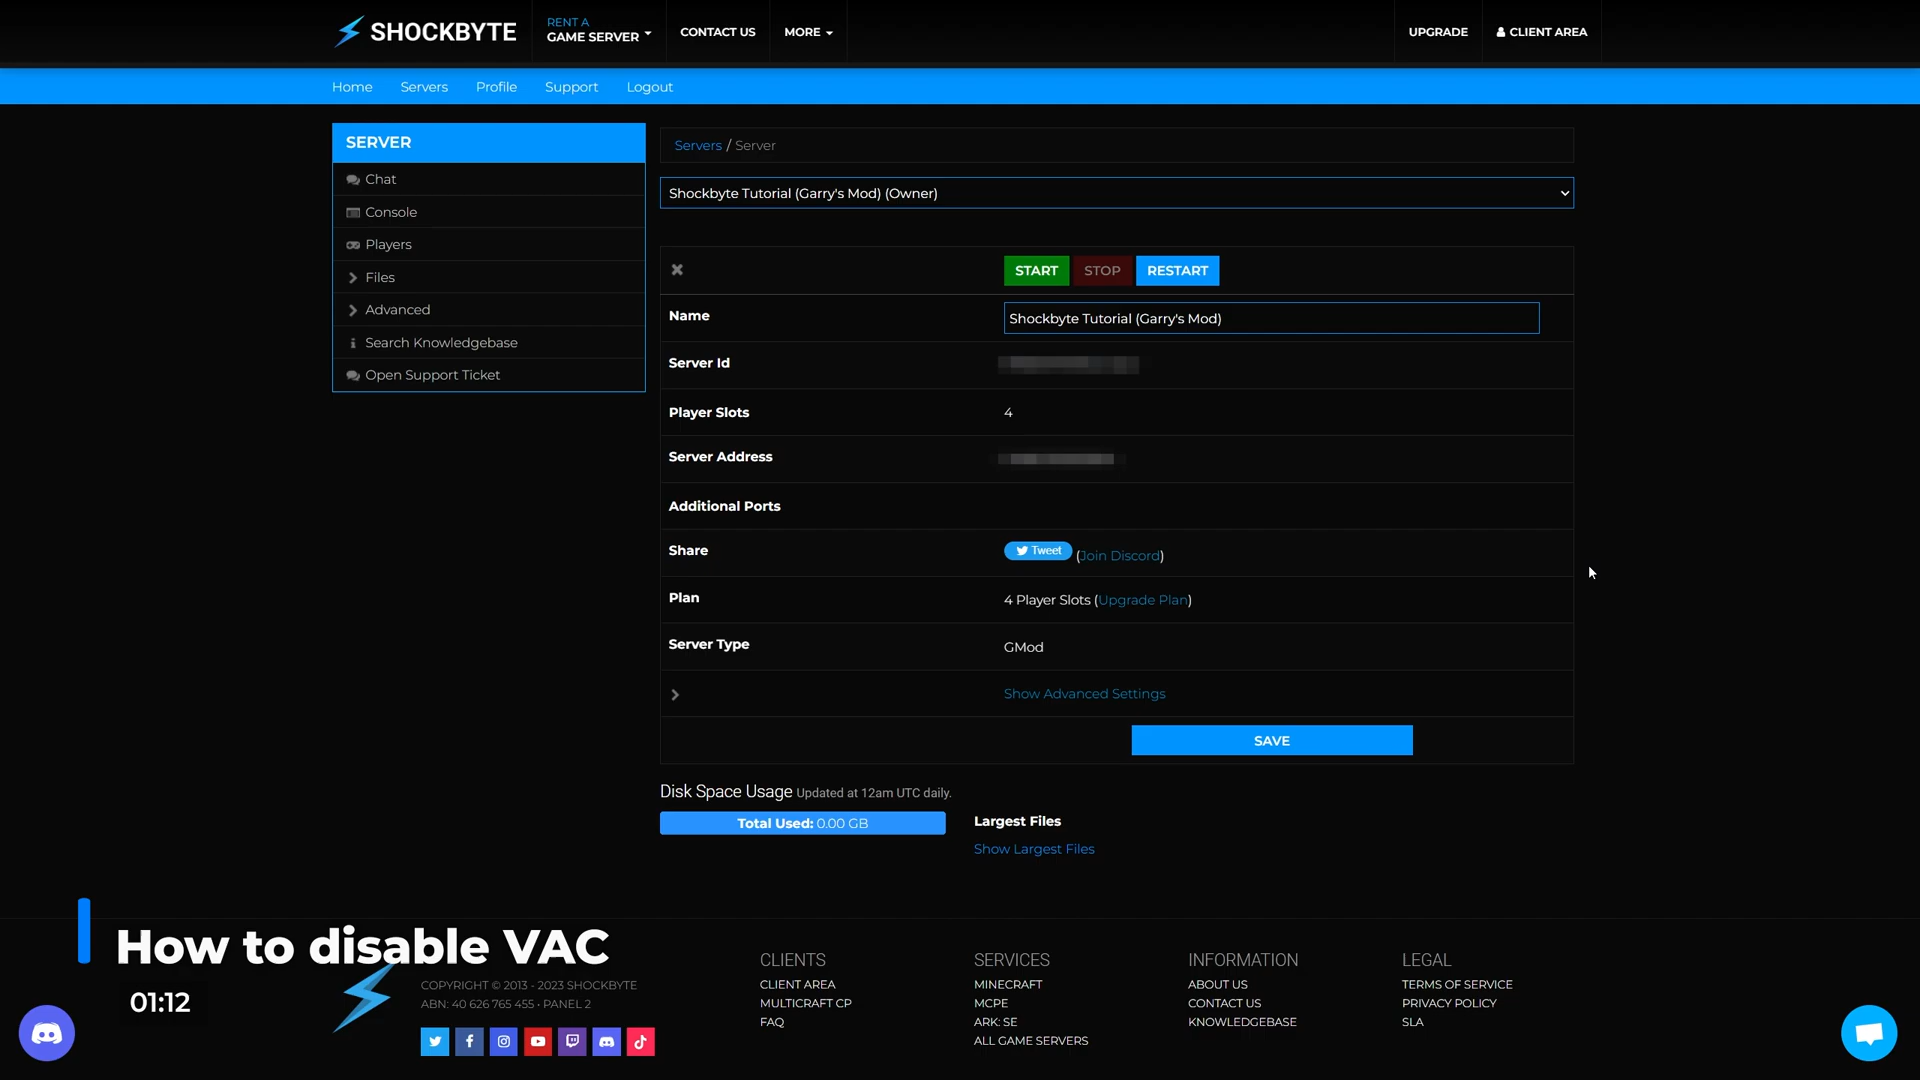 SHOCKBYTE
RENT A
GAME SERVER
CONTACT US
MORE
UPGRADE
CLIENT AREA
Home
Servers
Profile
Support
Logout
SERVER
Chat
Console
Players
Files
Advanced
Search Knowledgebase
Open Support Ticket
Servers / Server
Shockbyte Tutorial (Garry's Mod) (Owner)
START
STOP
RESTART
Name
Shockbyte Tutorial (Garry's Mod)
Server Id
Player Slots
4
Server Address
Additional Ports
Share
Tweet
(Join Discord)
Plan
4 Player Slots (Upgrade Plan)
Server Type
GMod
Show Advanced Settings
SAVE
Disk Space Usage Updated at 12am UTC daily.
Total Used: 0.00 GB
Largest Files
Show Largest Files
How to disable VAC
01:12
COPYRIGHT © 2013 - 2023 SHOCKBYTE
ABN: 40 626 765 455 • PANEL 2
CLIENTS
CLIENT AREA
MULTICRAFT CP
FAQ
SERVICES
MINECRAFT
MCPE
ARK: SE
ALL GAME SERVERS
INFORMATION
ABOUT US
CONTACT US
KNOWLEDGEBASE
LEGAL
TERMS OF SERVICE
PRIVACY POLICY
SLA